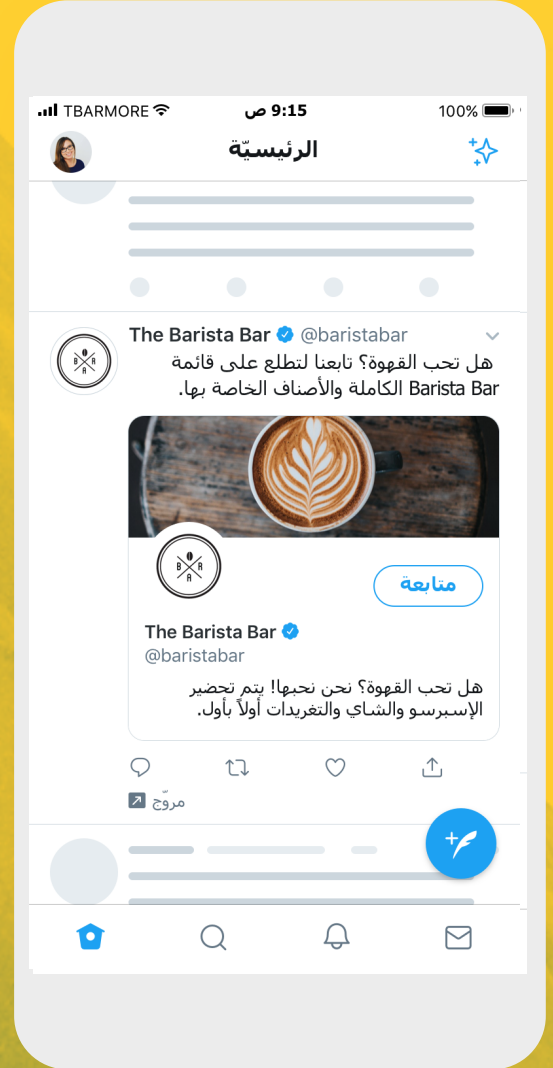 TBARMORE
9:15 ص
100%
الرئيسيّة
The Barista Bar @baristabar
هل تحب القهوة؟ تابعنا لتطلع على قائمة
Barista Bar الكاملة والأصناف الخاصة بها.
B A R
B A R
متابعة
The Barista Bar
@baristabar
هل تحب القهوة؟ نحن نحبها! يتم تحضير
الإسبرسو والشاي والتغريدات أولاً بأول.
مروّج